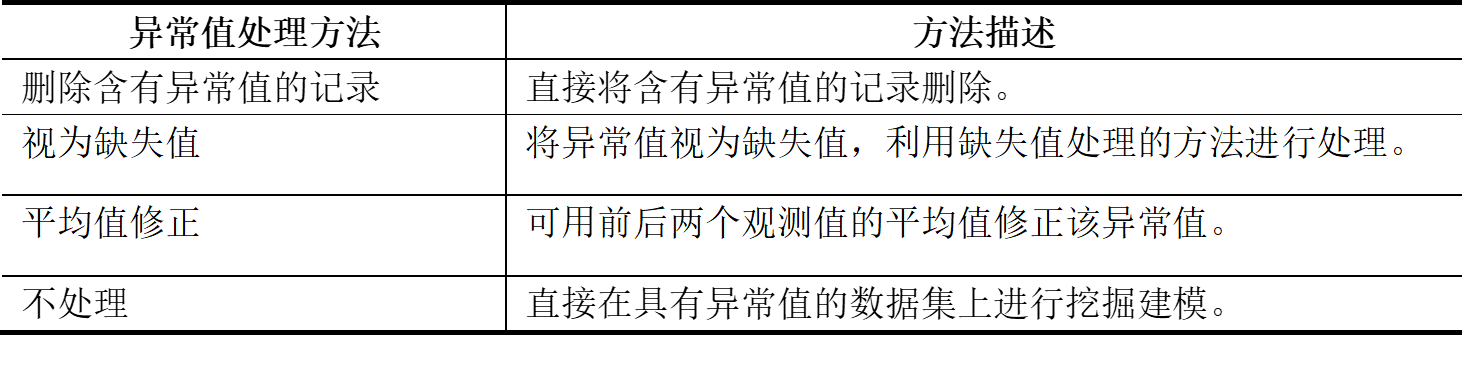 异常值处理方法 方法描述
删除含有异常值的记录 直接将含有异常值的记录删除。
视为缺失值 将异常值视为缺失值，利用缺失值处理的方法进行处理。
平均值修正 可用前后两个观测值的平均值修正该异常值。
不处理 直接在具有异常值的数据集上进行挖掘建模。